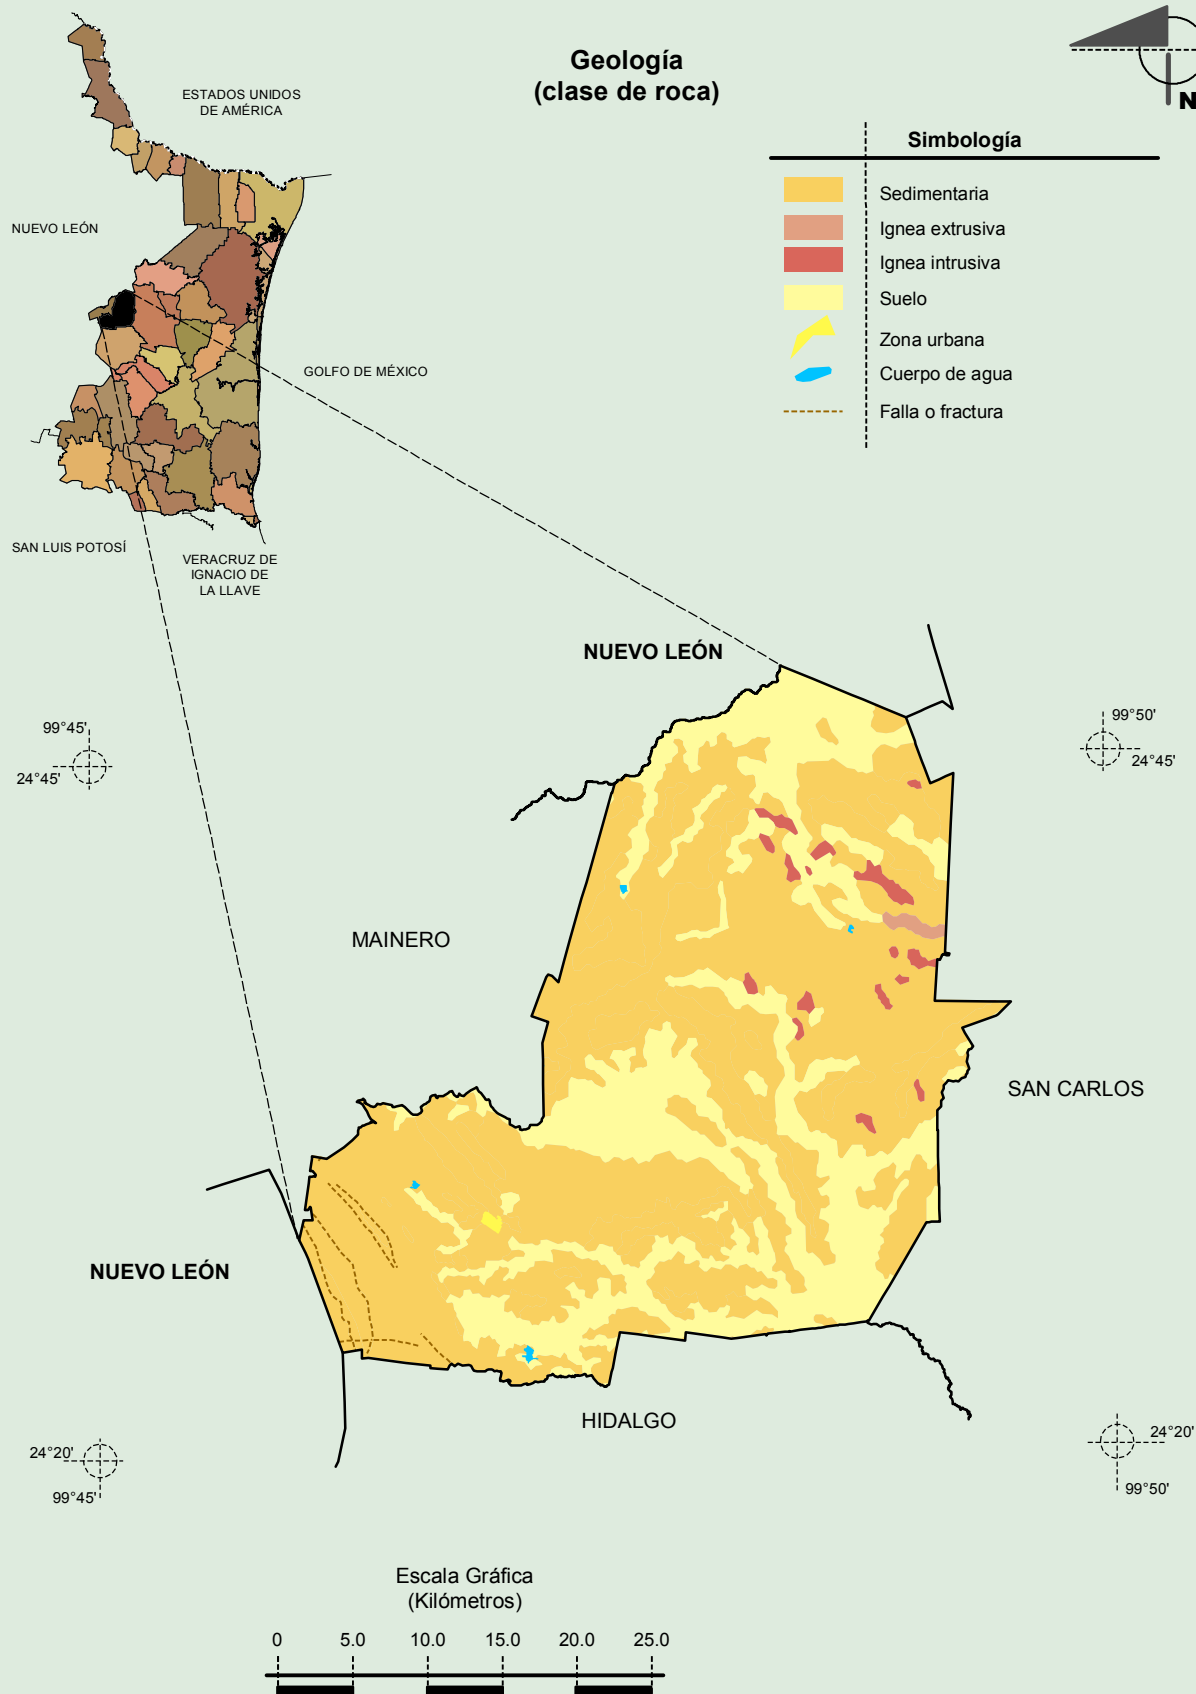 Geología
(clase de roca)
N
ESTADOS UNIDOS
DE AMÉRICA
NUEVO LEÓN
GOLFO DE MÉXICO
SAN LUIS POTOSÍ
VERACRUZ DE
IGNACIO DE
LA LLAVE
Simbología
Sedimentaria
Ignea extrusiva
Ignea intrusiva
Suelo
Zona urbana
Cuerpo de agua
Falla o fractura
NUEVO LEÓN
99°45'
24°45'
99°50'
24°45'
MAINERO
SAN CARLOS
NUEVO LEÓN
HIDALGO
24°20'
99°45'
24°20'
99°50'
Escala Gráfica
(Kilómetros)
0 5.0 10.0 15.0 20.0 25.0